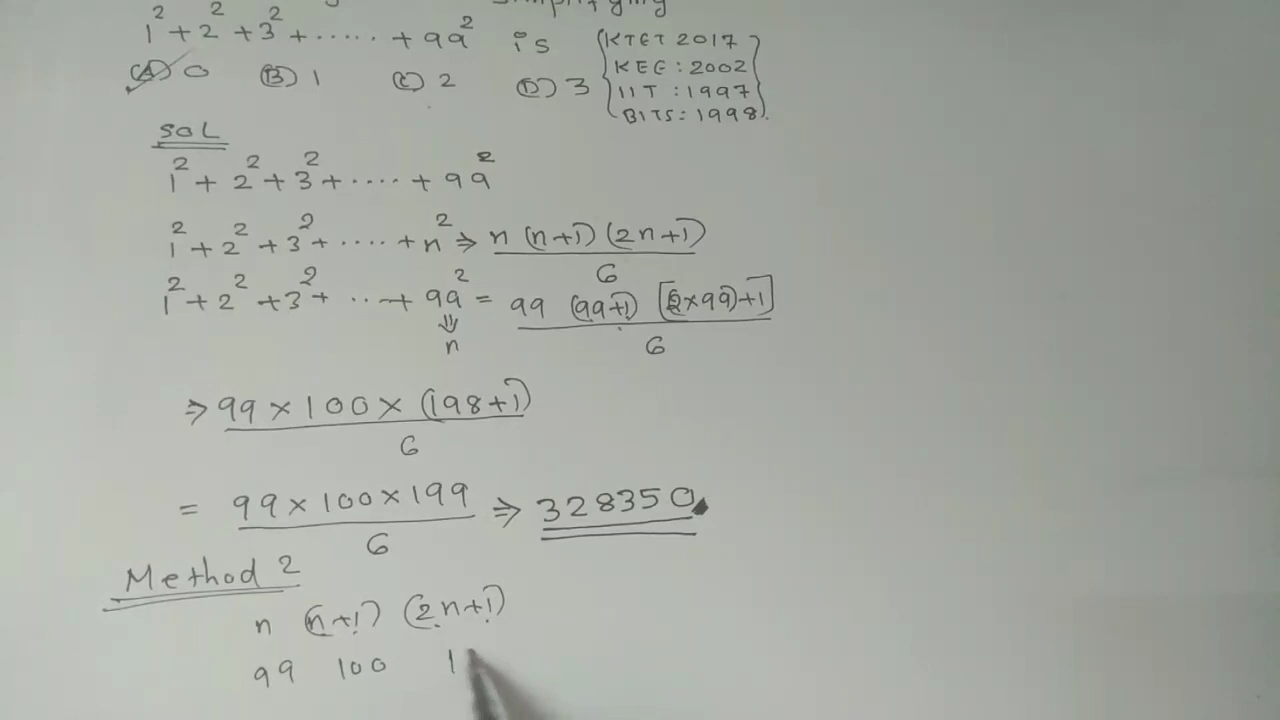 1² + 2² + 3² + ..... + 99² is
(A) 0 (B) 1 (C) 2 (D) 3
KTET 2017
KEE : 2002
IIT : 1997
BITS : 1998
SOL
1² + 2² + 3² + .... + 99²
1² + 2² + 3² + .... + n² ⇒ n (n+1) (2n+1) / 6
1² + 2² + 3² + ... + 99² = 99 (99+1) [(2×99)+1] / 6
⇓
n
⇒ 99 × 100 × (198+1) / 6
= 99 × 100 × 199 / 6 ⇒ 328350.
Method 2
n (n+1) (2n+1)
99 100 1